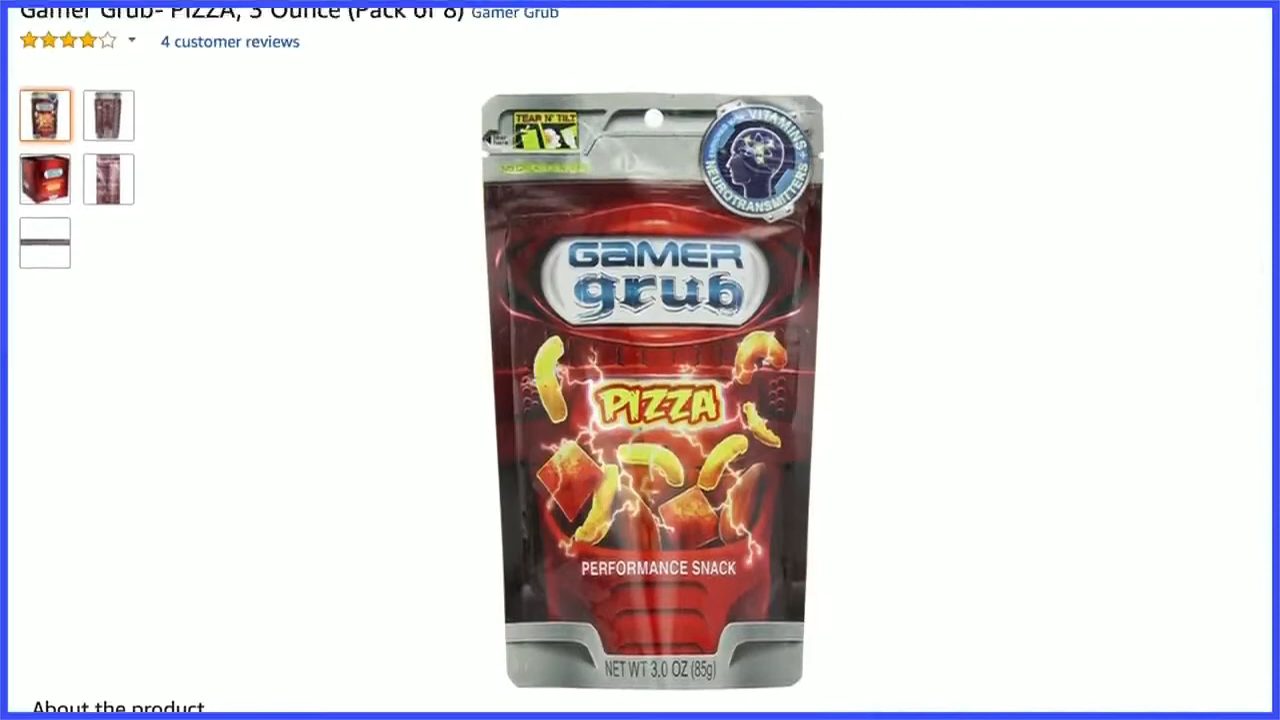 Gamer Grub- PIZZA, 3 Ounce (Pack of 8) Gamer Grub
4 customer reviews
TEAR N' TILT
VITAMINS
NEUROTRANSMITTERS
GAMER
grub
PIZZA
PERFORMANCE SNACK
NET WT 3.0 OZ (85g)
About the product